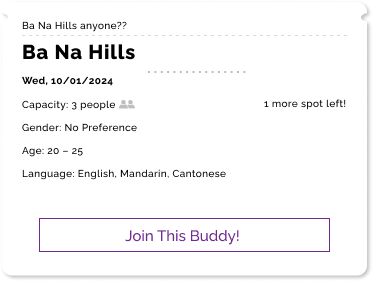 Ba Na Hills anyone??
Ba Na Hills
Wed, 10/01/2024
Capacity: 3 people
1 more spot left!
Gender: No Preference
Age: 20 – 25
Language: English, Mandarin, Cantonese
Join This Buddy!